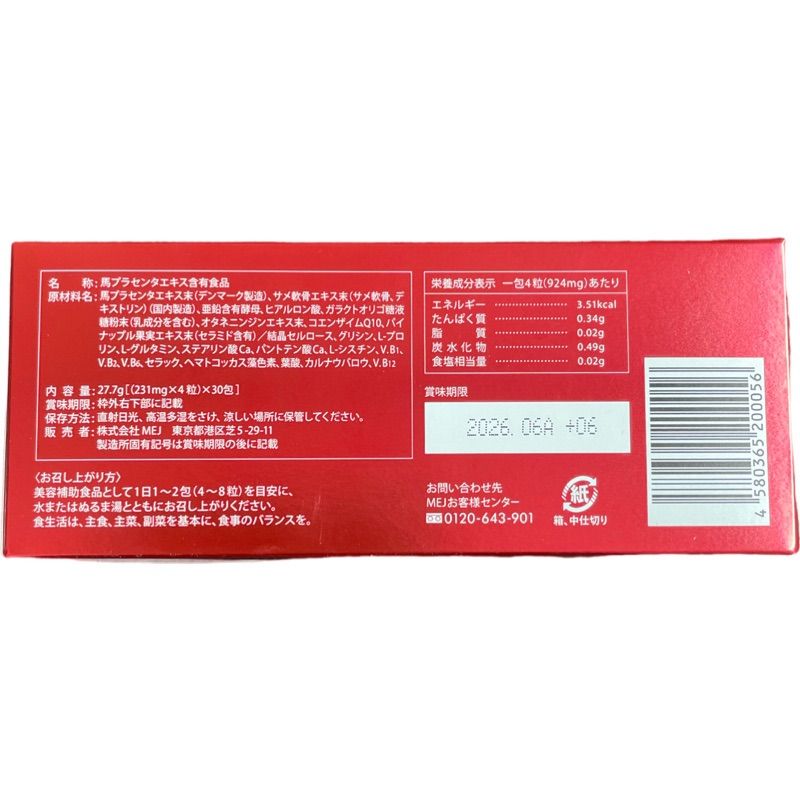 名　　称:馬プラセンタエキス含有食品
原材料名:馬プラセンタエキス末(デンマーク製造)、サメ軟骨エキス末(サメ軟骨、デ
キストリン)(国内製造)、亜鉛含有酵母、ヒアルロン酸、ガラクトオリゴ糖液
糖粉末(乳成分を含む)、オタネニンジンエキス末、コエンザイムQ10、パイ
ナップル果実エキス末(セラミド含有)/結晶セルロース、グリシン、L-プロ
リン、L-グルタミン、ステアリン酸Ca、パントテン酸Ca、L-シスチン、V.B1、
V.B2、V.B6、セラック、ヘマトコッカス藻色素、葉酸、カルナウバロウ、V.B12
内 容 量:27.7g[(231mg×4粒)×30包]
賞味期限:枠外右下部に記載
保存方法:直射日光、高温多湿をさけ、涼しい場所に保管してください。
販 売 者:株式会社 MEJ　東京都港区芝5-29-11
製造所固有記号は賞味期限の後に記載
〈お召し上がり方〉
美容補助食品として1日1〜2包(4〜8粒)を目安に、
水またはぬるま湯とともにお召し上がりください。
食生活は、主食、主菜、副菜を基本に、食事のバランスを。
栄養成分表示　一包4粒(924mg)あたり
エネルギー ………………… 3.51kcal
たんぱく質 ………………… 0.34g
脂　　質 ………………… 0.02g
炭水化物 ………………… 0.49g
食塩相当量 ………………… 0.02g
賞味期限
2026. 06A +06
お問い合わせ先
MEJお客様センター
0120-643-901
紙
箱、中仕切り
4 580365 200056